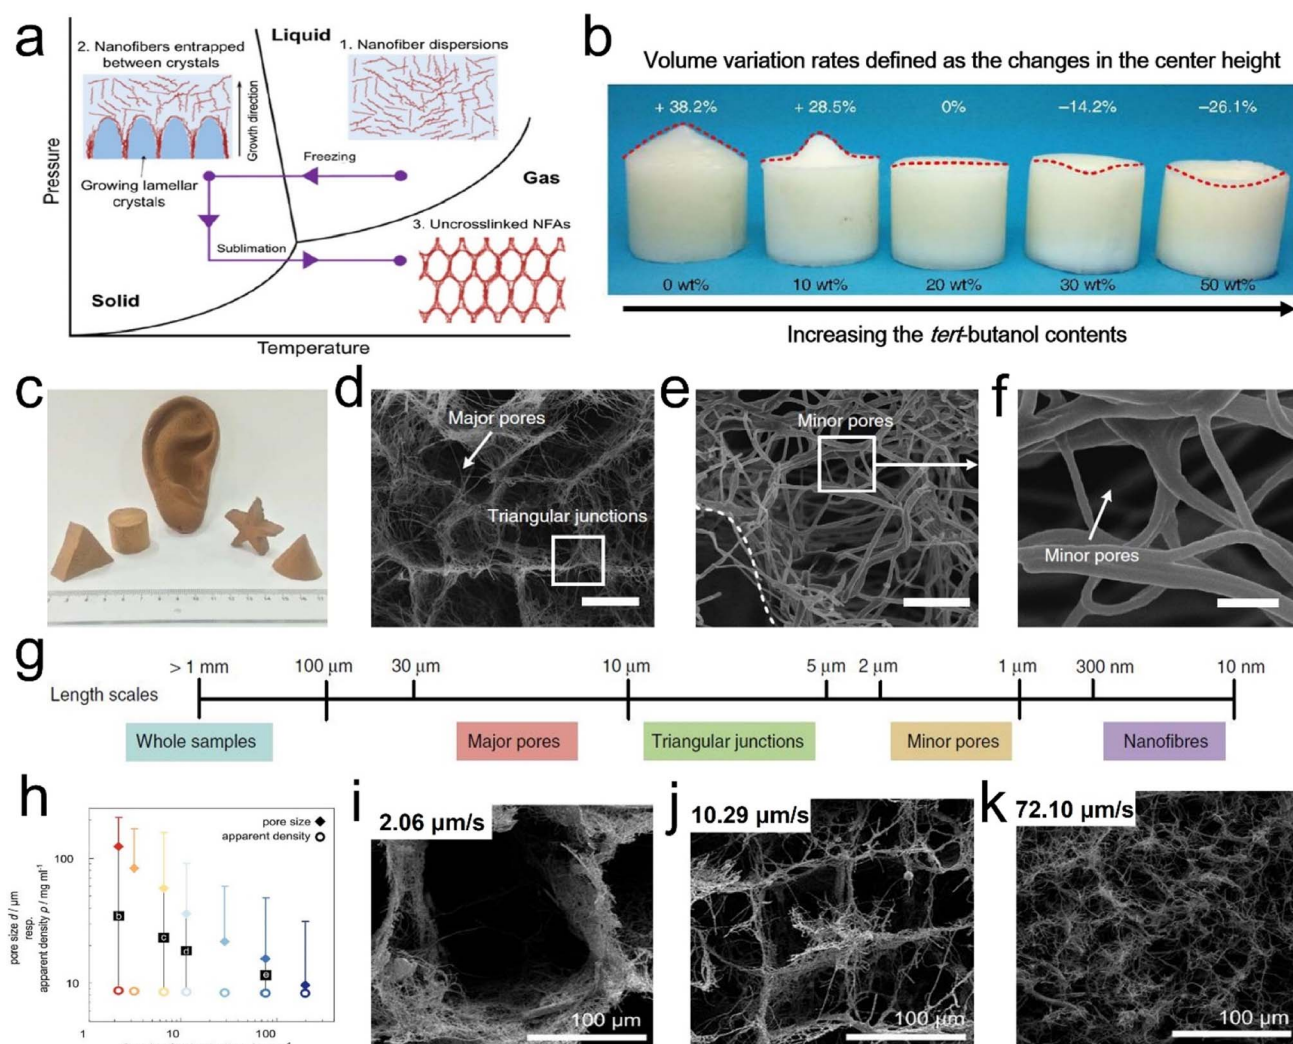 a
Liquid
2. Nanofibers entrapped
between crystals
1. Nanofiber dispersions
Growth direction
Freezing
Growing lamellar
crystals
Gas
Pressure
3. Uncrosslinked NFAs
Sublimation
Solid
Temperature
b
Volume variation rates defined as the changes in the center height
+ 38.2% + 28.5% 0% −14.2% −26.1%
0 wt% 10 wt% 20 wt% 30 wt% 50 wt%
Increasing the tert-butanol contents
c
d
Major pores
Triangular junctions
e
Minor pores
f
Minor pores
g
> 1 mm 100 µm 30 µm 10 µm 5 µm 2 µm 1 µm 300 nm 10 nm
Length scales
Whole samples Major pores Triangular junctions Minor pores Nanofibres
h
pore size
apparent density
pore size d / µm
resp.
apparent density ρ / mg ml⁻¹
100
10
b
c
d
e
1 10 100
i
2.06 µm/s
100 µm
j
10.29 µm/s
100 µm
k
72.10 µm/s
100 µm